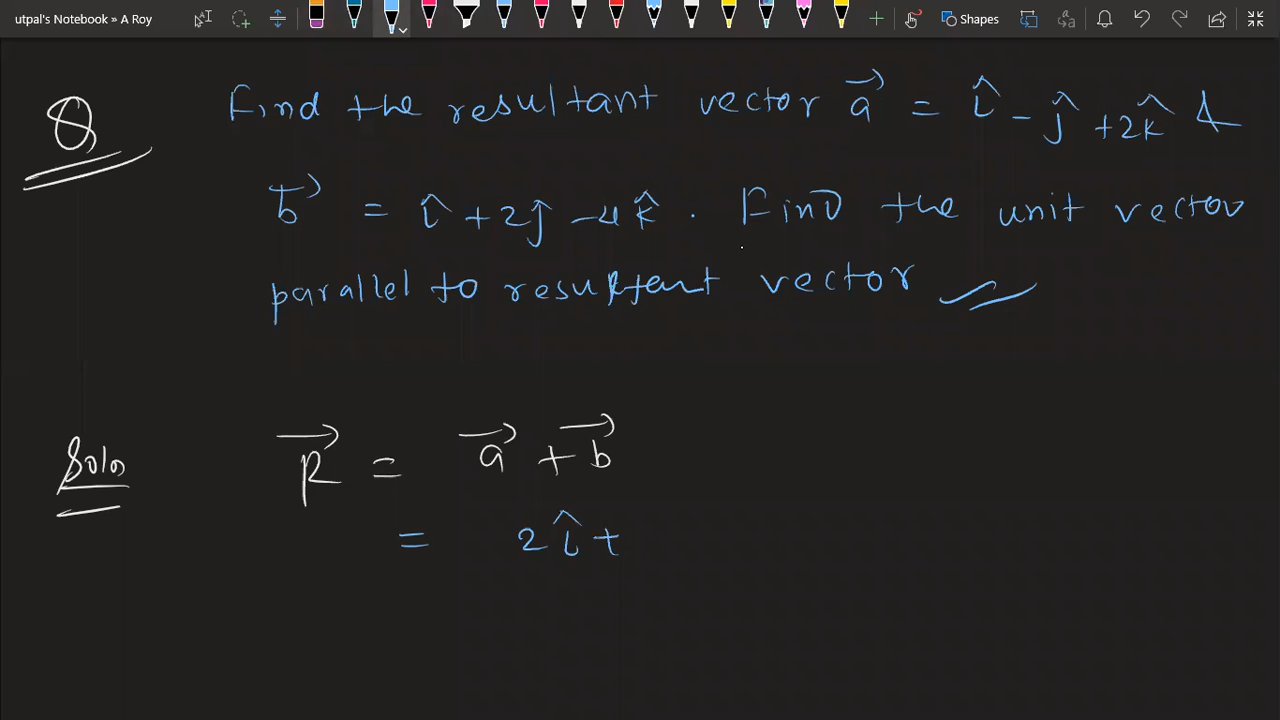 utpal's Notebook » A Roy
Shapes
Q
Find the resultant vector a⃗ = î - ĵ + 2k̂ &
b⃗ = î + 2j - 4k̂ . Find the unit vector
parallel to resultant vector
Soln
R⃗ = a⃗ + b⃗
= 2î +